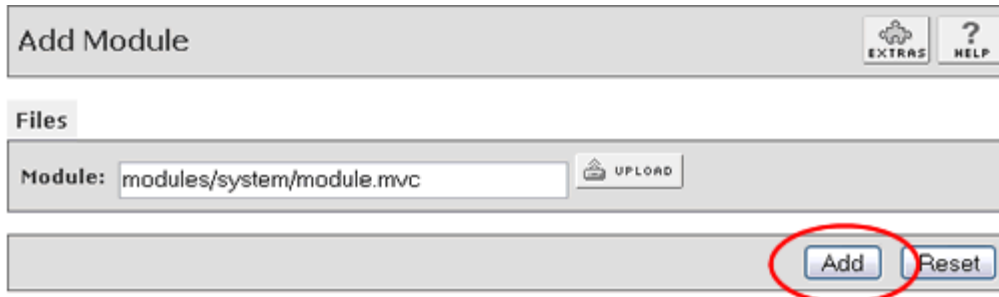 Add Module
EXTRAS
?
HELP
Files
Module: modules/system/module.mvc UPLOAD
Add Reset